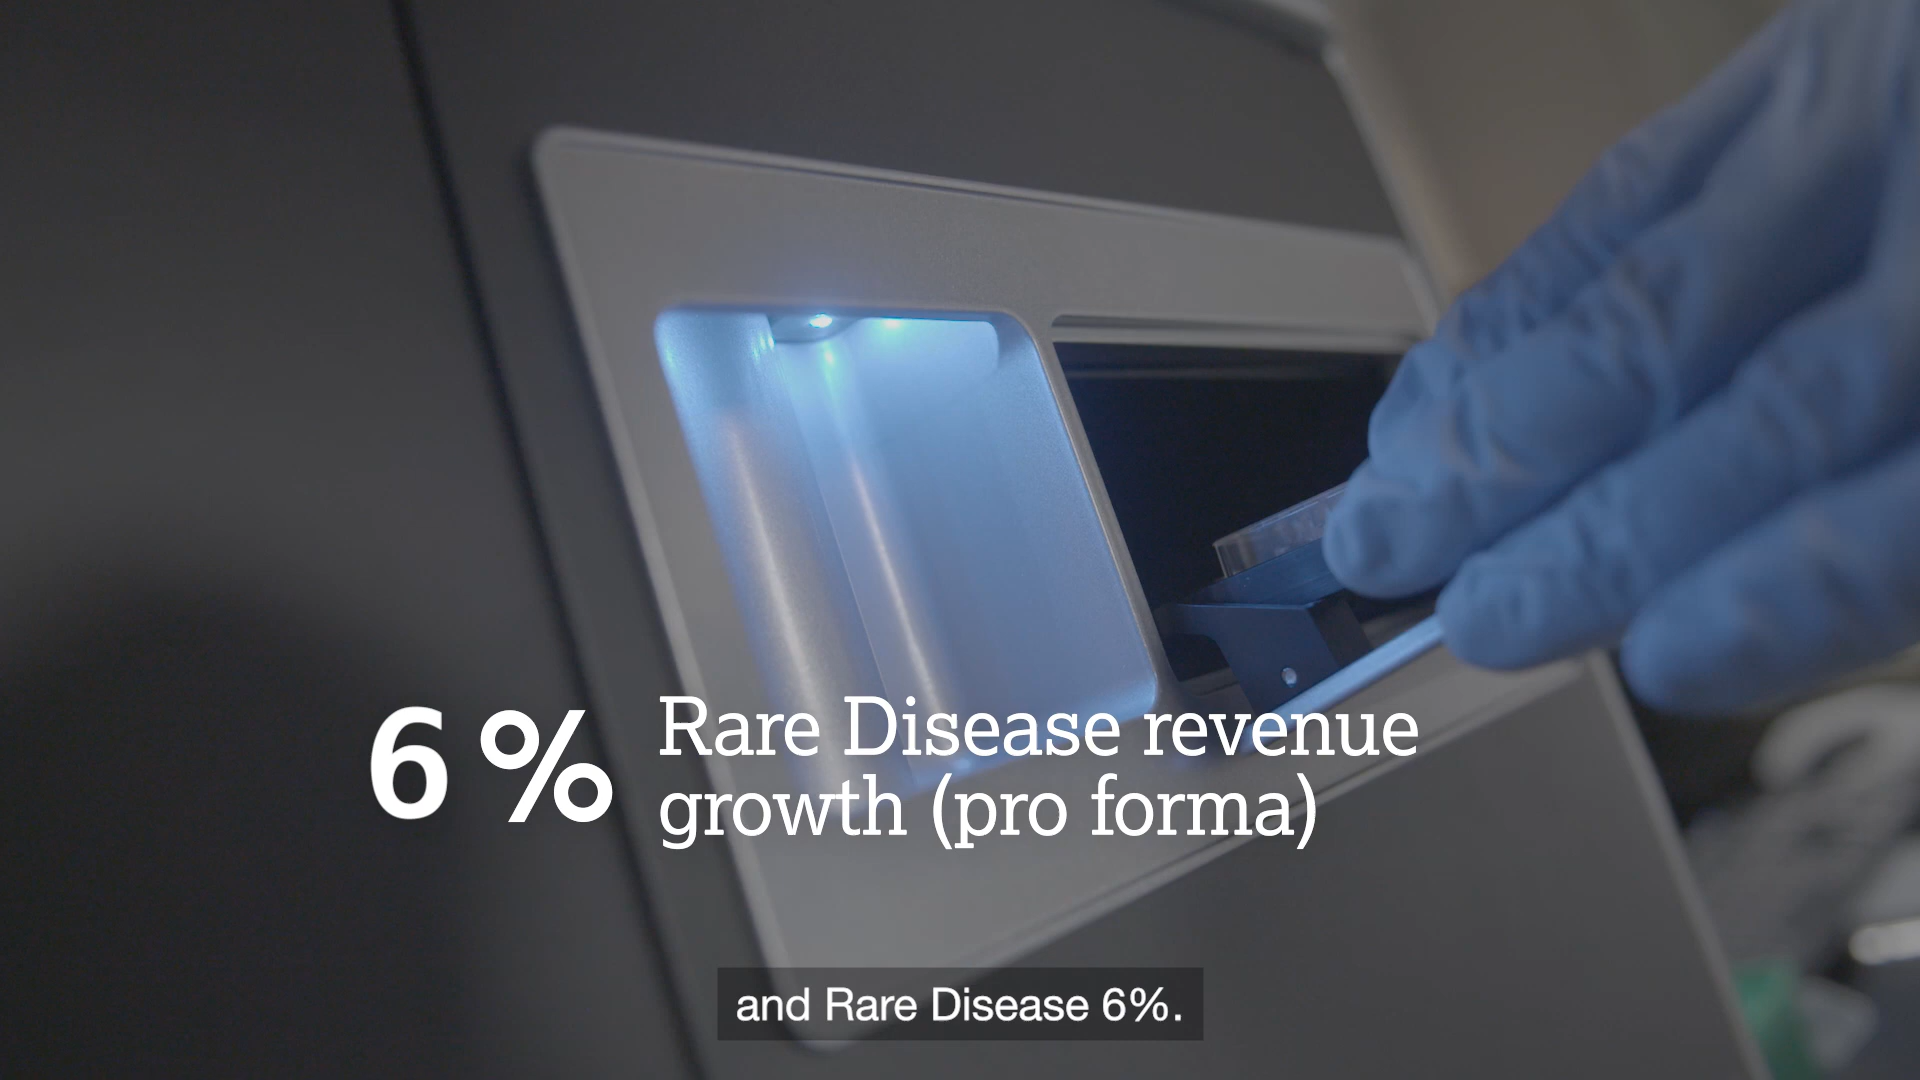 6% Rare Disease revenue
growth (pro forma)
and Rare Disease 6%.